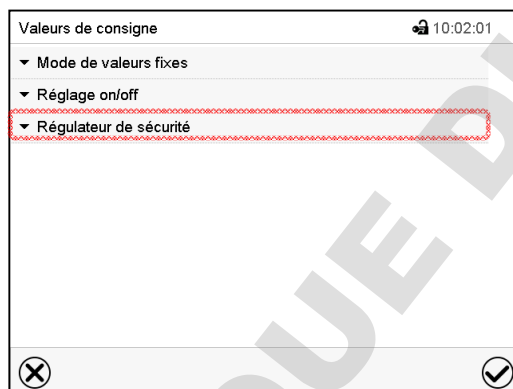 Valeurs de consigne 10:02:01
Mode de valeurs fixes
Réglage on/off
Régulateur de sécurité